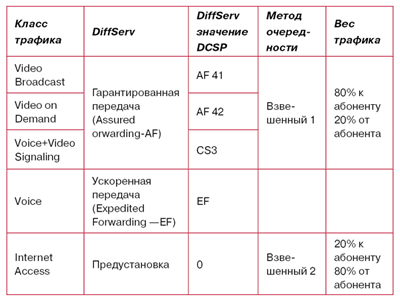 Класс
трафика
DiffServ
DiffServ
значение
DCSP
Метод
очеред-
ности
Вес
трафика
Video
Broadcast
Гарантированная
передача
(Assured
orwarding-AF)
AF 41
Взве-
шенный 1
80% к
абоненту
20% от
абонента
Video on
Demand
AF 42
Voice+Video
Signaling
CS3
Voice
Ускоренная
передача
(Expedited
Forwarding —EF)
EF
Internet
Access
Предустановка
0
Взве-
шенный 2
20% к
абоненту
80% от
абонента